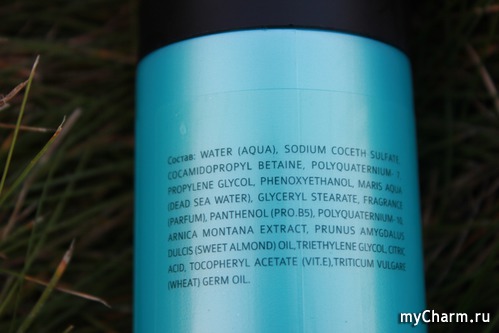 Состав: WATER (AQUA), SODIUM COCETH SULFATE,
COCAMIDOPROPYL BETAINE, POLYQUATERNIUM- 7,
PROPYLENE GLYCOL, PHENOXYETHANOL, MARIS AQUA
(DEAD SEA WATER), GLYCERYL STEARATE, FRAGRANCE
(PARFUM), PANTHENOL (PRO.B5), POLYQUATERNIUM-10,
ARNICA MONTANA EXTRACT, PRUNUS AMYGDALUS
DULCIS (SWEET ALMOND) OIL,TRIETHYLENE GLYCOL, CITRIC
ACID, TOCOPHERYL ACETATE (VIT.E),TRITICUM VULGARE
(WHEAT) GERM OIL.
myCharm.ru